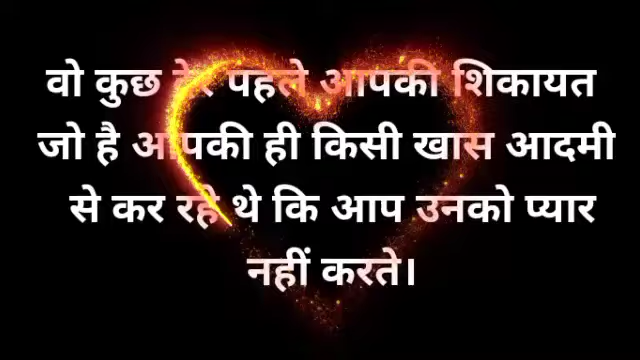 वो कुछ देर पहले आपकी शिकायत
जो है आपकी ही किसी खास आदमी
से कर रहे थे कि आप उनको प्यार
नहीं करते।